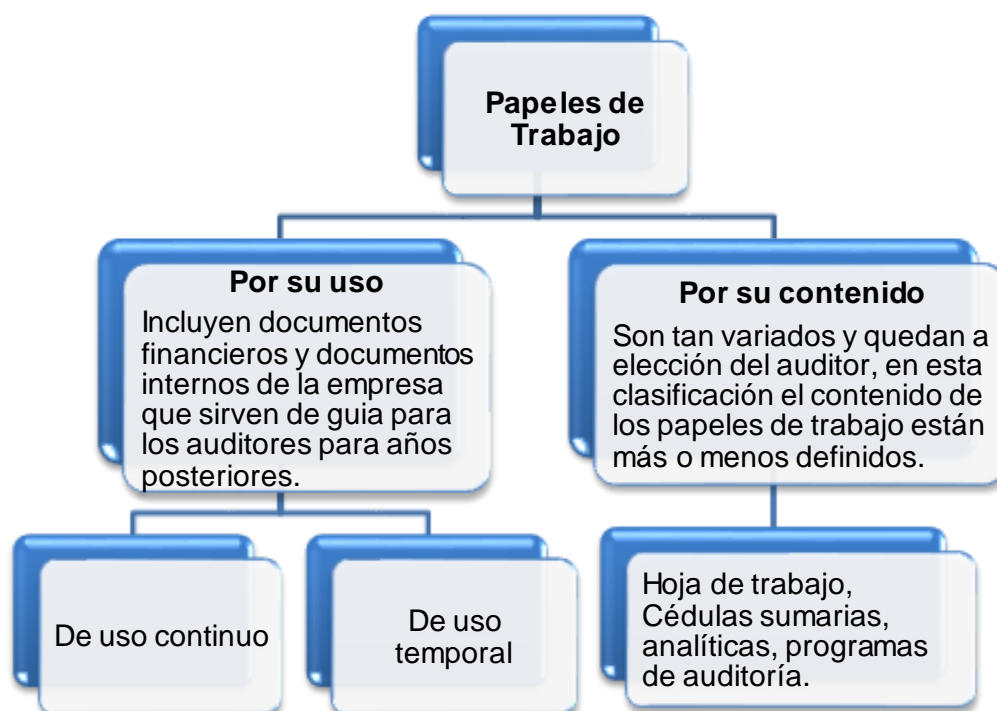 Papeles de
Trabajo
Por su uso
Incluyen documentos
financieros y documentos
internos de la empresa
que sirven de guia para
los auditores para años
posteriores.
Por su contenido
Son tan variados y quedan a
elección del auditor, en esta
clasificación el contenido de
los papeles de trabajo están
más o menos definidos.
De uso continuo
De uso
temporal
Hoja de trabajo,
Cédulas sumarias,
analíticas, programas
de auditoría.